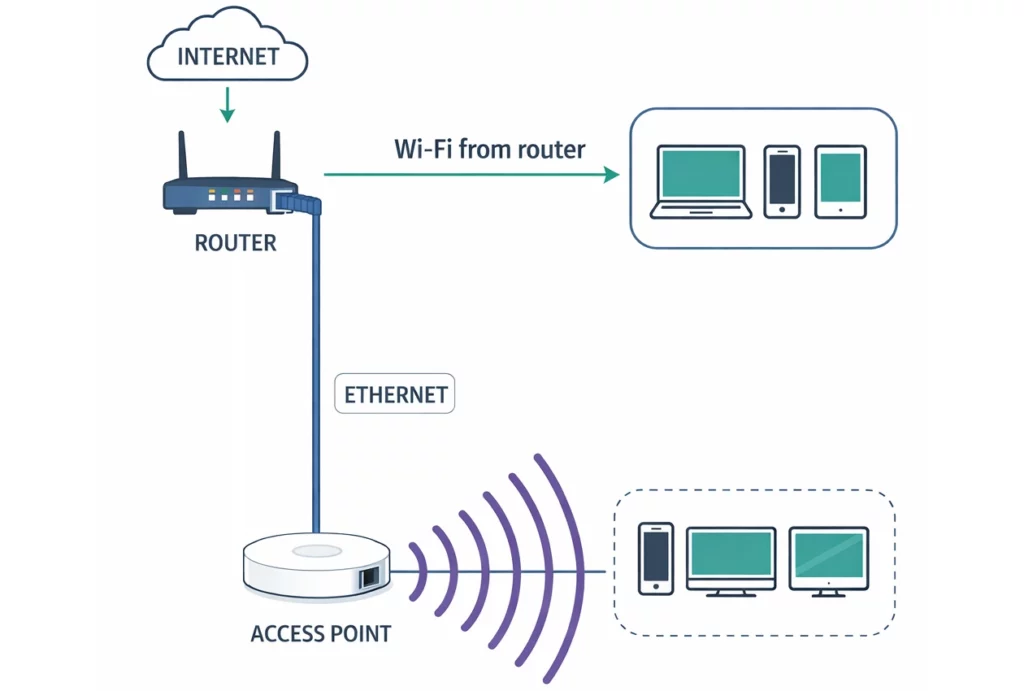 INTERNET
Wi-Fi from router
ROUTER
ETHERNET
ACCESS POINT